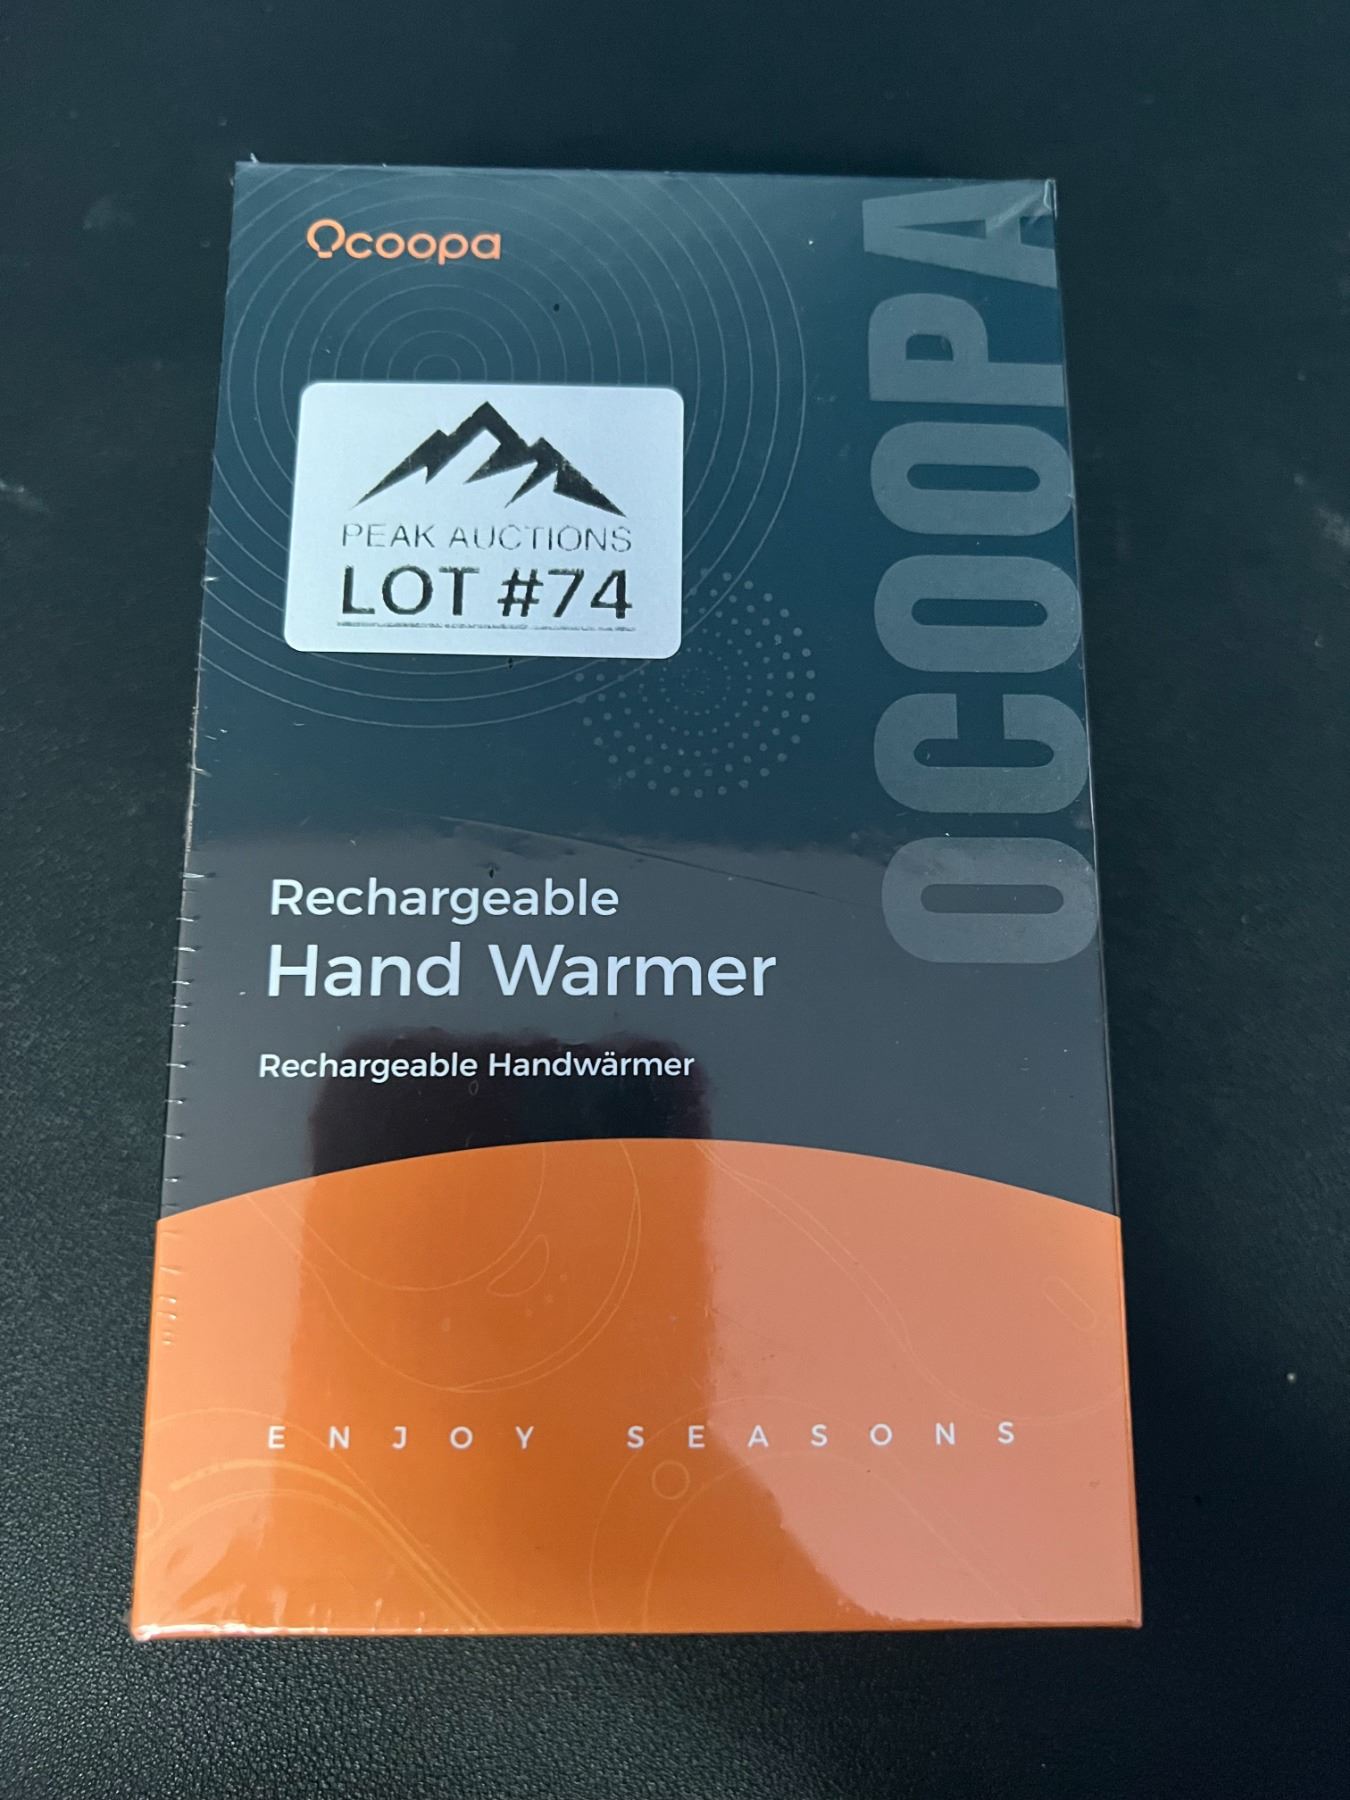 Ocoopa
OCOOPA
PEAK AUCTIONS
LOT #74
Rechargeable
Hand Warmer
Rechargeable Handwärmer
ENJOY SEASONS